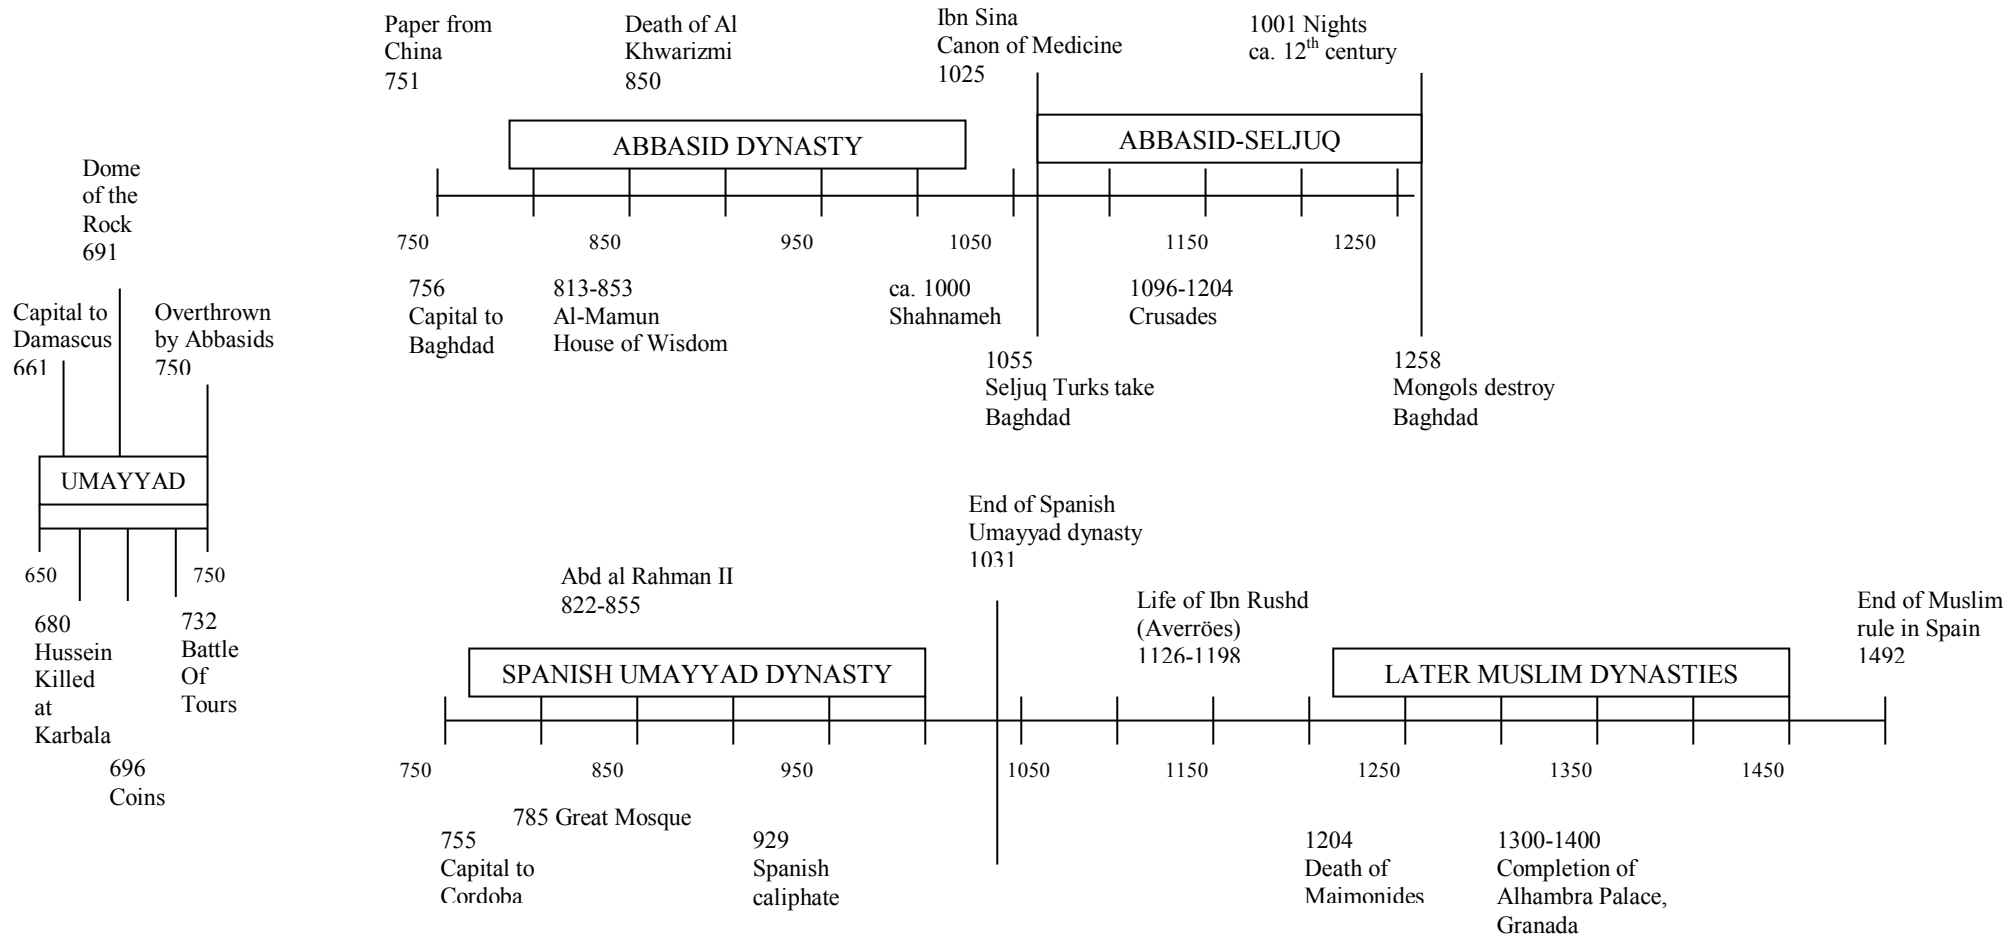 Paper from
China
751
Death of Al
Khwarizmi
850
Ibn Sina
Canon of Medicine
1025
1001 Nights
ca. 12th century
ABBASID DYNASTY
ABBASID-SELJUQ
750
850
950
1050
1150
1250
756
Capital to
Baghdad
813-853
Al-Mamun
House of Wisdom
ca. 1000
Shahnameh
1096-1204
Crusades
1055
Seljuq Turks take
Baghdad
1258
Mongols destroy
Baghdad
Dome
of the
Rock
691
Capital to
Damascus
661
Overthrown
by Abbasids
750
UMAYYAD
650
750
680
Hussein
Killed
at
Karbala
732
Battle
Of
Tours
696
Coins
End of Spanish
Umayyad dynasty
1031
Abd al Rahman II
822-855
Life of Ibn Rushd
(Averröes)
1126-1198
End of Muslim
rule in Spain
1492
SPANISH UMAYYAD DYNASTY
LATER MUSLIM DYNASTIES
750
850
950
1050
1150
1250
1350
1450
785 Great Mosque
755
Capital to
Cordoba
929
Spanish
caliphate
1204
Death of
Maimonides
1300-1400
Completion of
Alhambra Palace,
Granada